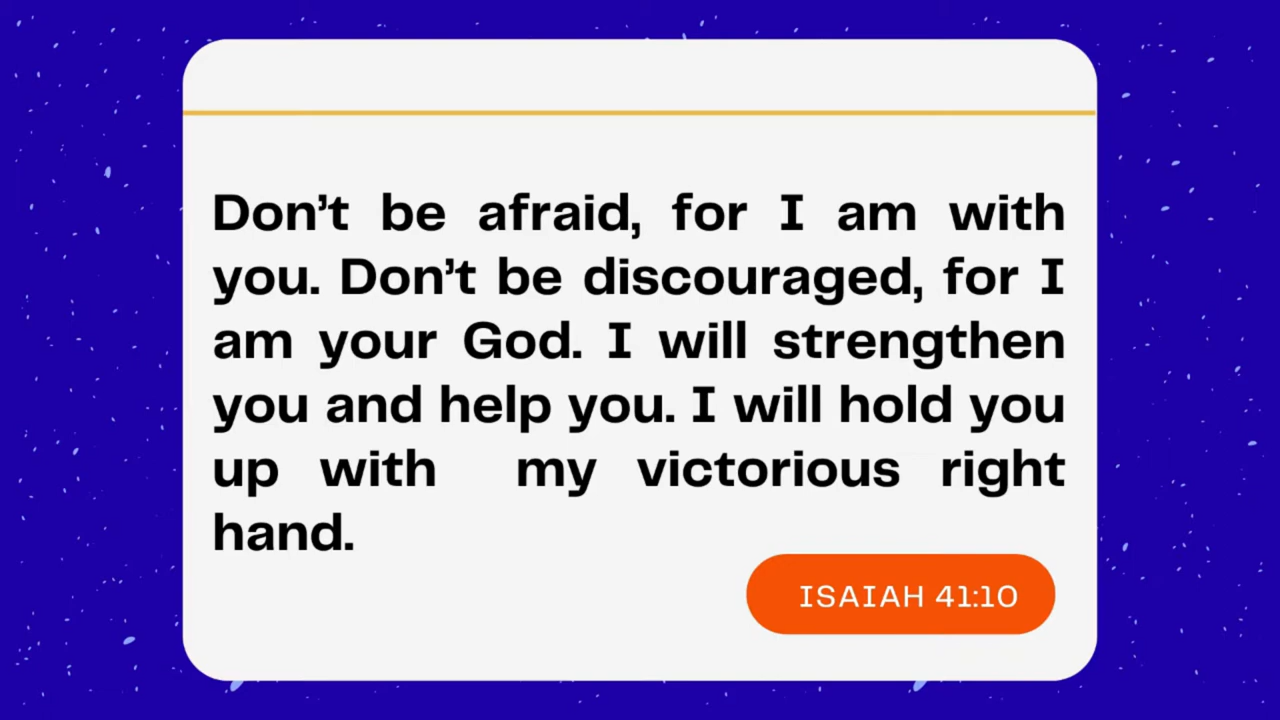 Don’t be afraid, for I am with
you. Don’t be discouraged, for I
am your God. I will strengthen
you and help you. I will hold you
up with my victorious right
hand.
ISAIAH 41:10